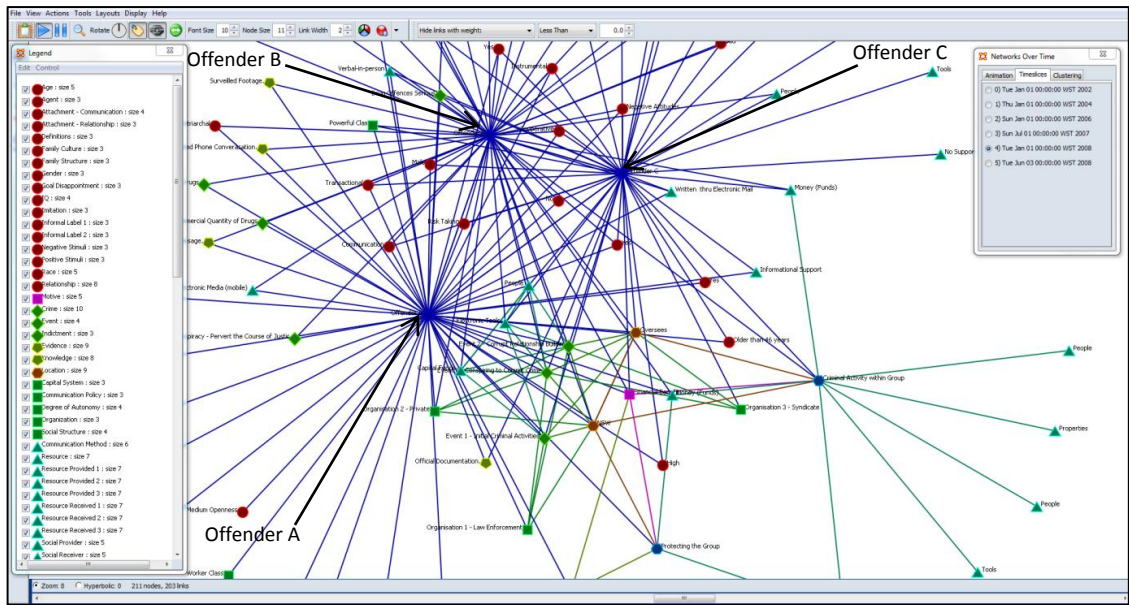 File View Actions Tools Layouts Display Help
Rotate
Font Size 10 Node Size 11 Link Width 2
Hide links with weight: Less Than 0.0
Legend
Edit Control
Age : size 5
Agent : size 3
Attachment - Communication : size 4
Attachment - Relationship : size 3
Definitions : size 3
Family Culture : size 3
Family Structure : size 3
Gender : size 3
Goal Disappointment : size 3
IQ : size 4
Imitation : size 3
Informal Label 1 : size 3
Informal Label 2 : size 3
Negative Stimuli : size 3
Positive Stimuli : size 3
Race : size 5
Relationship : size 8
Motive : size 5
Crime : size 10
Event : size 4
Indictment : size 3
Evidence : size 9
Knowledge : size 8
Location : size 9
Capital System : size 3
Communication Policy : size 3
Degree of Autonomy : size 4
Organization : size 3
Social Structure : size 4
Communication Method : size 6
Resource : size 7
Resource Provided 1 : size 7
Resource Provided 2 : size 7
Resource Provided 3 : size 7
Resource Received 1 : size 7
Resource Received 2 : size 7
Resource Received 3 : size 7
Social Provider : size 5
Social Receiver : size 5
Offender B
Offender C
Offender A
Yes
Instrumental
Verbal-in-person
Surveilled Footage
Tools
People
Negative Attitudes
Powerful Class
No Suppor
Transactional
Written thru Electronic Mail
Money (Funds)
Risk Taking
Communication
Informational Support
Yes
People
Older than 46 years
Oversees
Criminal Activity within Group
People
Organisation 2 - Private
Organisation 3 - Syndicate
Event 1 - Initial Criminal Activities
NSW
Properties
Official Documentation
High
People
Medium Openness
Organisation 1 - Law Enforcement
Protecting the Group
Worker Class
Tools
Networks Over Time
Animation Timeslices Clustering
0) Tue Jan 01 00:00:00 WST 2002
1) Thu Jan 01 00:00:00 WST 2004
2) Sun Jan 01 00:00:00 WST 2006
3) Sun Jul 01 00:00:00 WST 2007
4) Tue Jan 01 00:00:00 WST 2008
5) Tue Jun 03 00:00:00 WST 2008
Zoom: 8 Hyperbolic: 0 211 nodes, 203 links